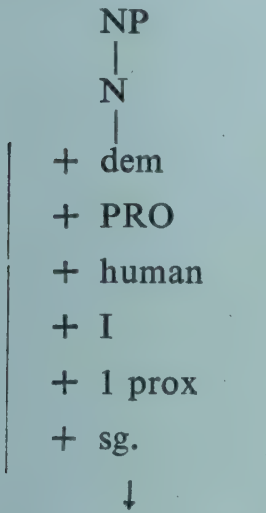 NP
N
+ dem
+ PRO
+ human
+ I
+ 1 prox
+ sg.